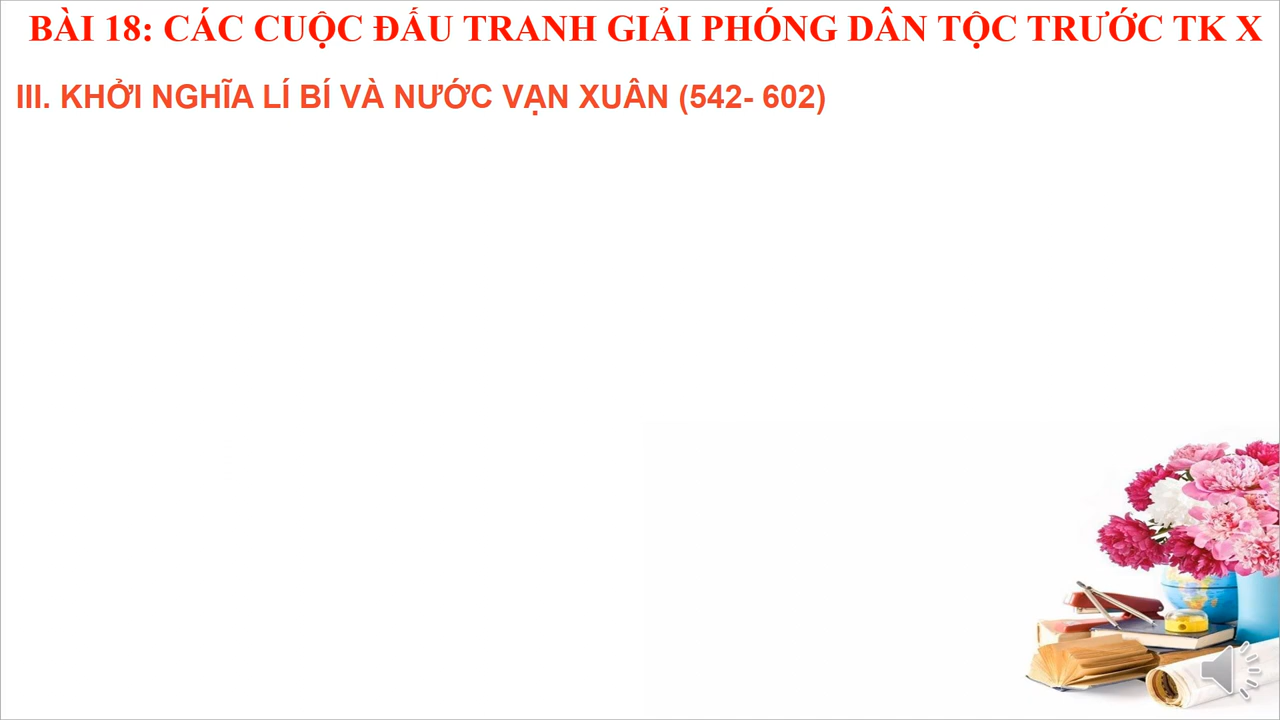 BÀI 18: CÁC CUỘC ĐẤU TRANH GIẢI PHÓNG DÂN TỘC TRƯỚC TK X
III. KHỞI NGHĨA LÍ BÍ VÀ NƯỚC VẠN XUÂN (542- 602)